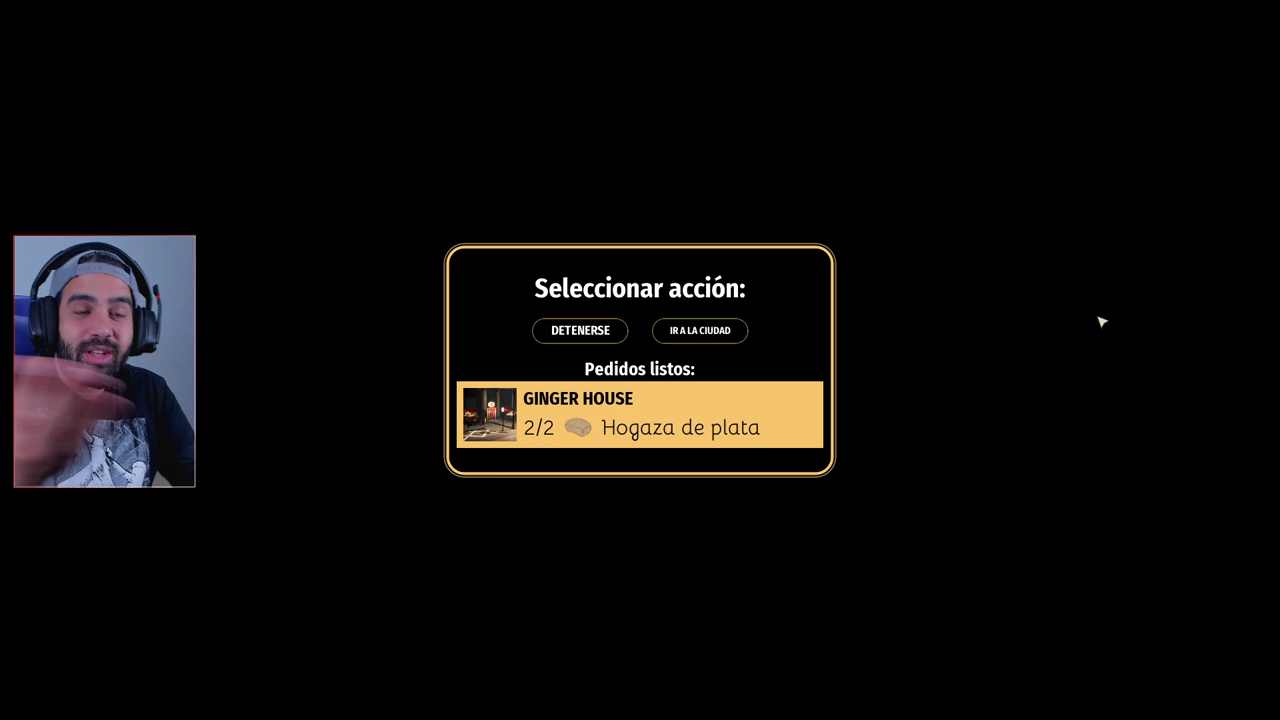 Seleccionar acción:
DETENERSE
IR A LA CIUDAD
Pedidos listos:
GINGER HOUSE
2/2 Hogaza de plata